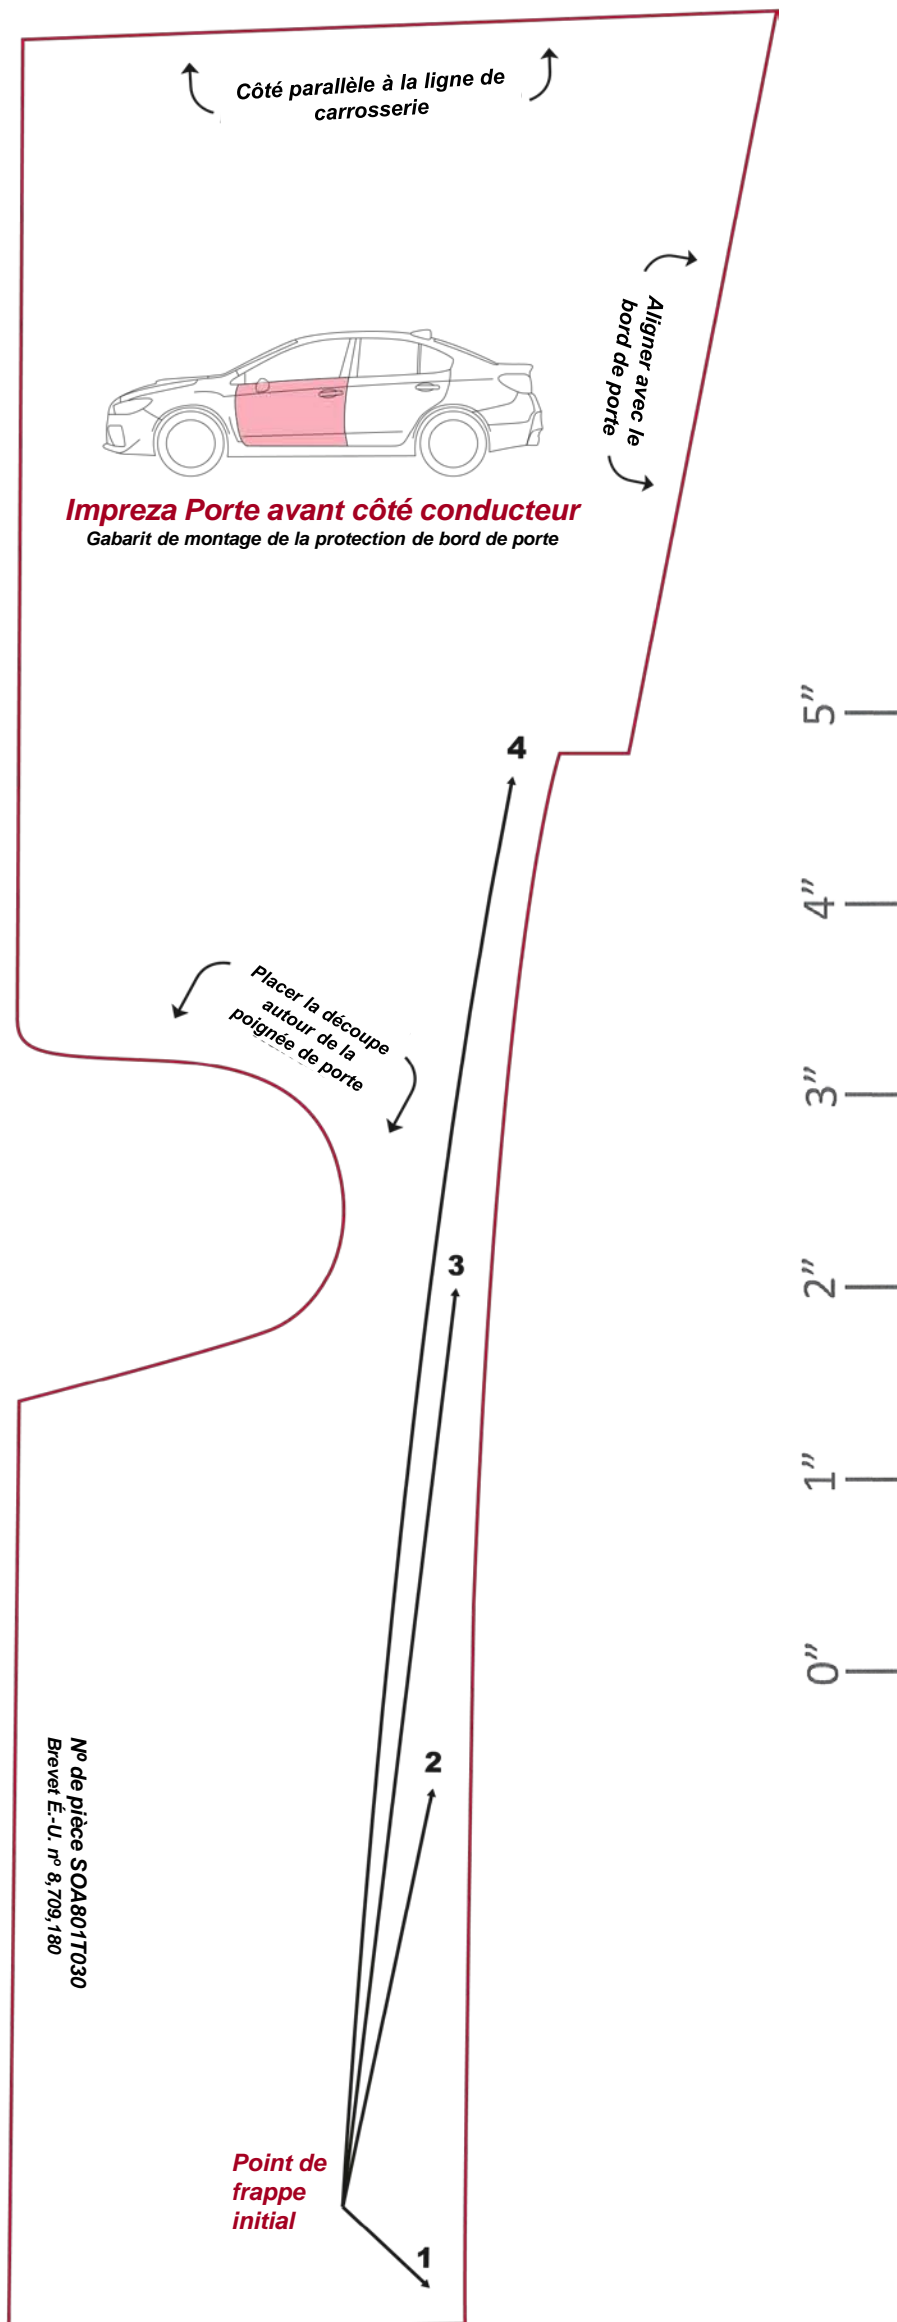 Côté parallèle à la ligne de
carrosserie
Aligner avec le
bord de porte
Impreza Porte avant côté conducteur
Gabarit de montage de la protection de bord de porte
5”
4
4”
Placer la découpe
autour de la
poignée de porte
3”
3
2”
1”
0”
Nº de pièce SOA801T030
Brevet É.-U. nº 8,709,180
2
Point de
frappe
initial
1